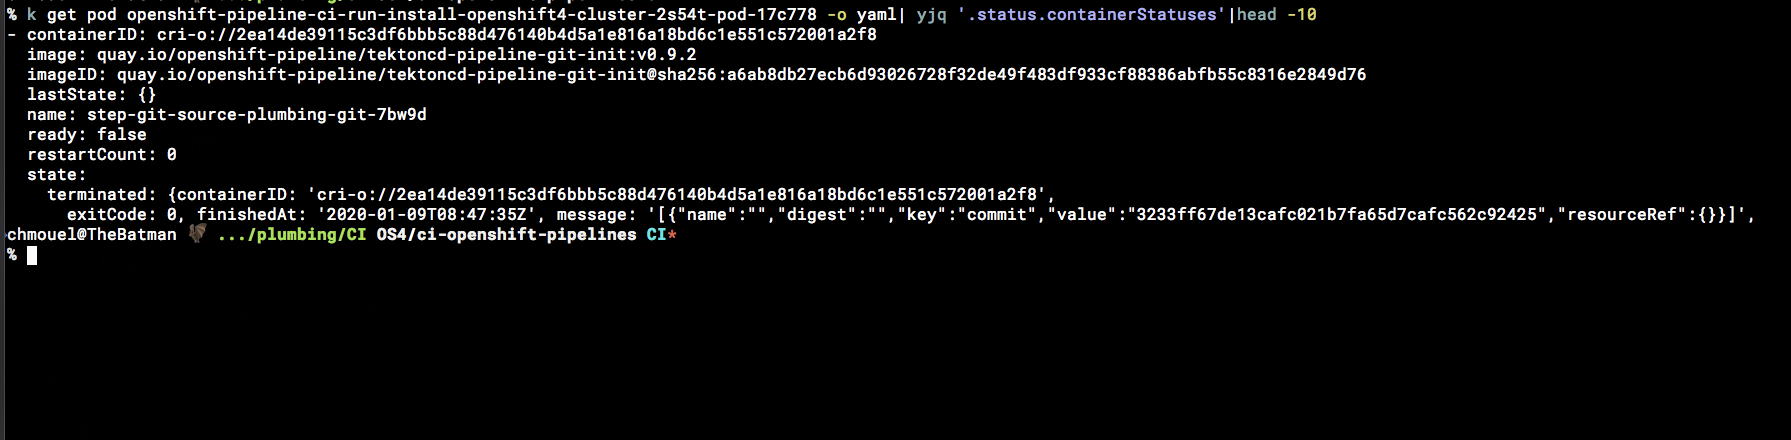 % k get pod openshift-pipeline-ci-run-install-openshift4-cluster-2s54t-pod-17c778 -o yaml| yjq '.status.containerStatuses'|head -10
- containerID: cri-o://2ea14de39115c3df6bbb5c88d476140b4d5a1e816a18bd6c1e551c572001a2f8
image: quay.io/openshift-pipeline/tektoncd-pipeline-git-init:v0.9.2
imageID: quay.io/openshift-pipeline/tektoncd-pipeline-git-init@sha256:a6ab8db27ecb6d93026728f32de49f483df933cf88386abfb55c8316e2849d76
lastState: {}
name: step-git-source-plumbing-git-7bw9d
ready: false
restartCount: 0
state:
terminated: {containerID: 'cri-o://2ea14de39115c3df6bbb5c88d476140b4d5a1e816a18bd6c1e551c572001a2f8',
exitCode: 0, finishedAt: '2020-01-09T08:47:35Z', message: '[{"name":"","digest":"","key":"commit","value":"3233ff67de13cafc021b7fa65d7cafc562c92425","resourceRef":{}}]',
chmouel@TheBatman .../plumbing/CI OS4/ci-openshift-pipelines CI*
%